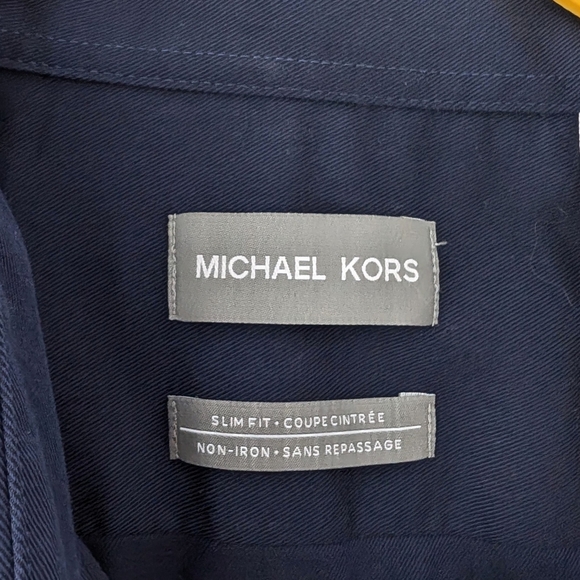 MICHAEL KORS
SLIM FIT • COUPE CINTRÉE
NON-IRON • SANS REPASSAGE